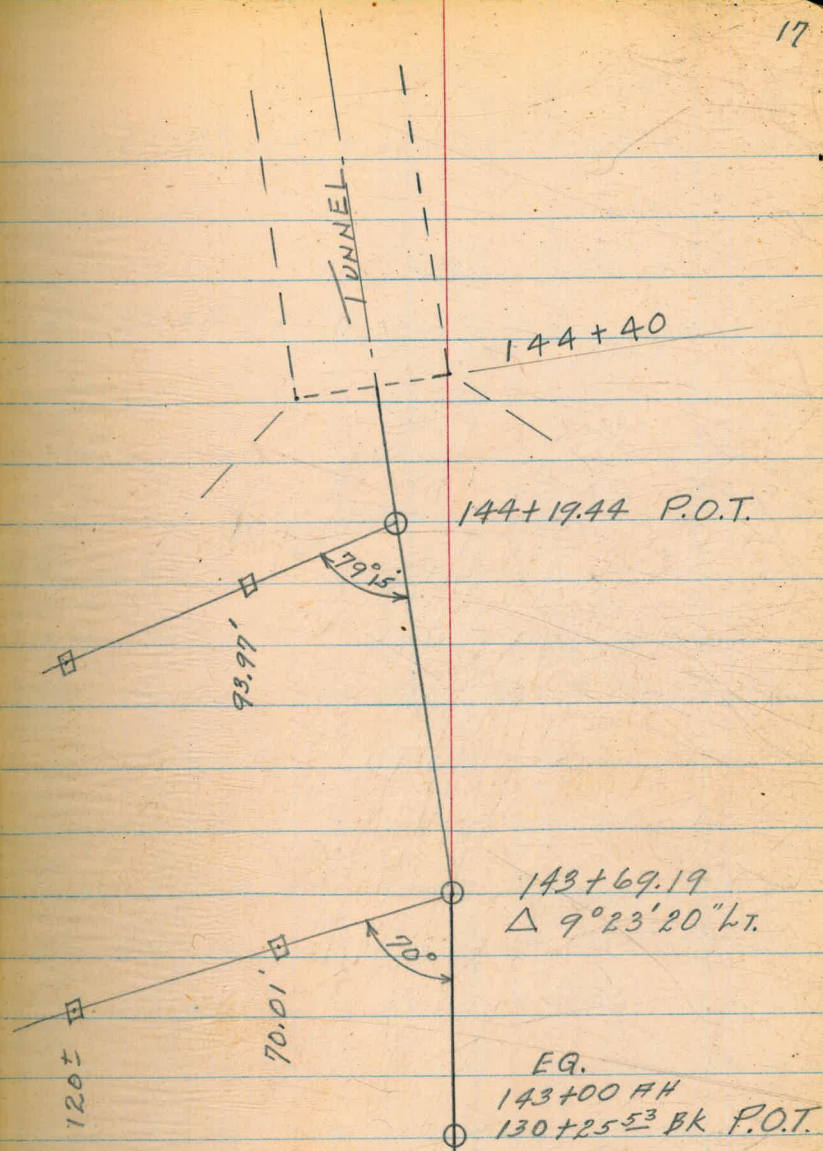 17
TUNNEL
144+40
144+19.44 P.O.T.
79°15'
93.97'
143+69.19
Δ 9°23'20" LT.
70°
70.01'
120±
EQ.
143+00 AH
130+25 53 BK P.O.T.